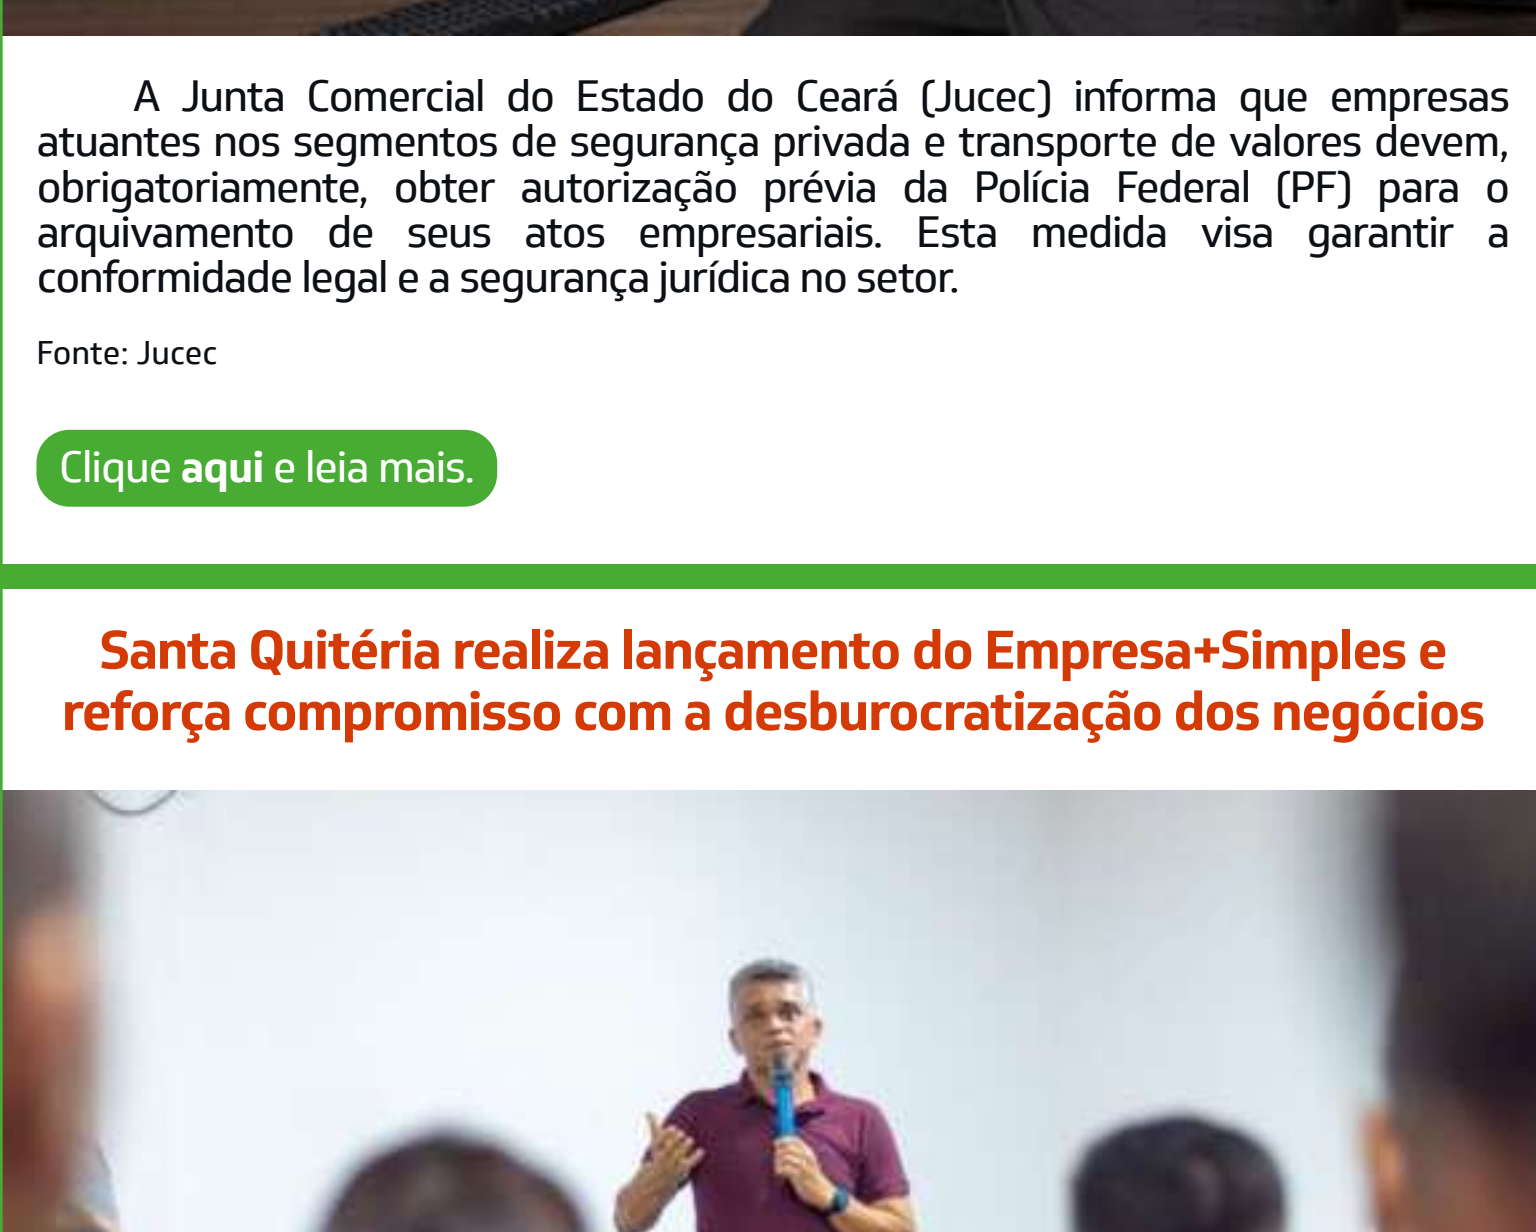 A Junta Comercial do Estado do Ceará (Jucec) informa que empresas
atuantes nos segmentos de segurança privada e transporte de valores devem,
obrigatoriamente, obter autorização prévia da Polícia Federal (PF) para o
arquivamento de seus atos empresariais. Esta medida visa garantir a
conformidade legal e a segurança jurídica no setor.
Fonte: Jucec
Clique aqui e leia mais.
Santa Quitéria realiza lançamento do Empresa+Simples e
reforça compromisso com a desburocratização dos negócios